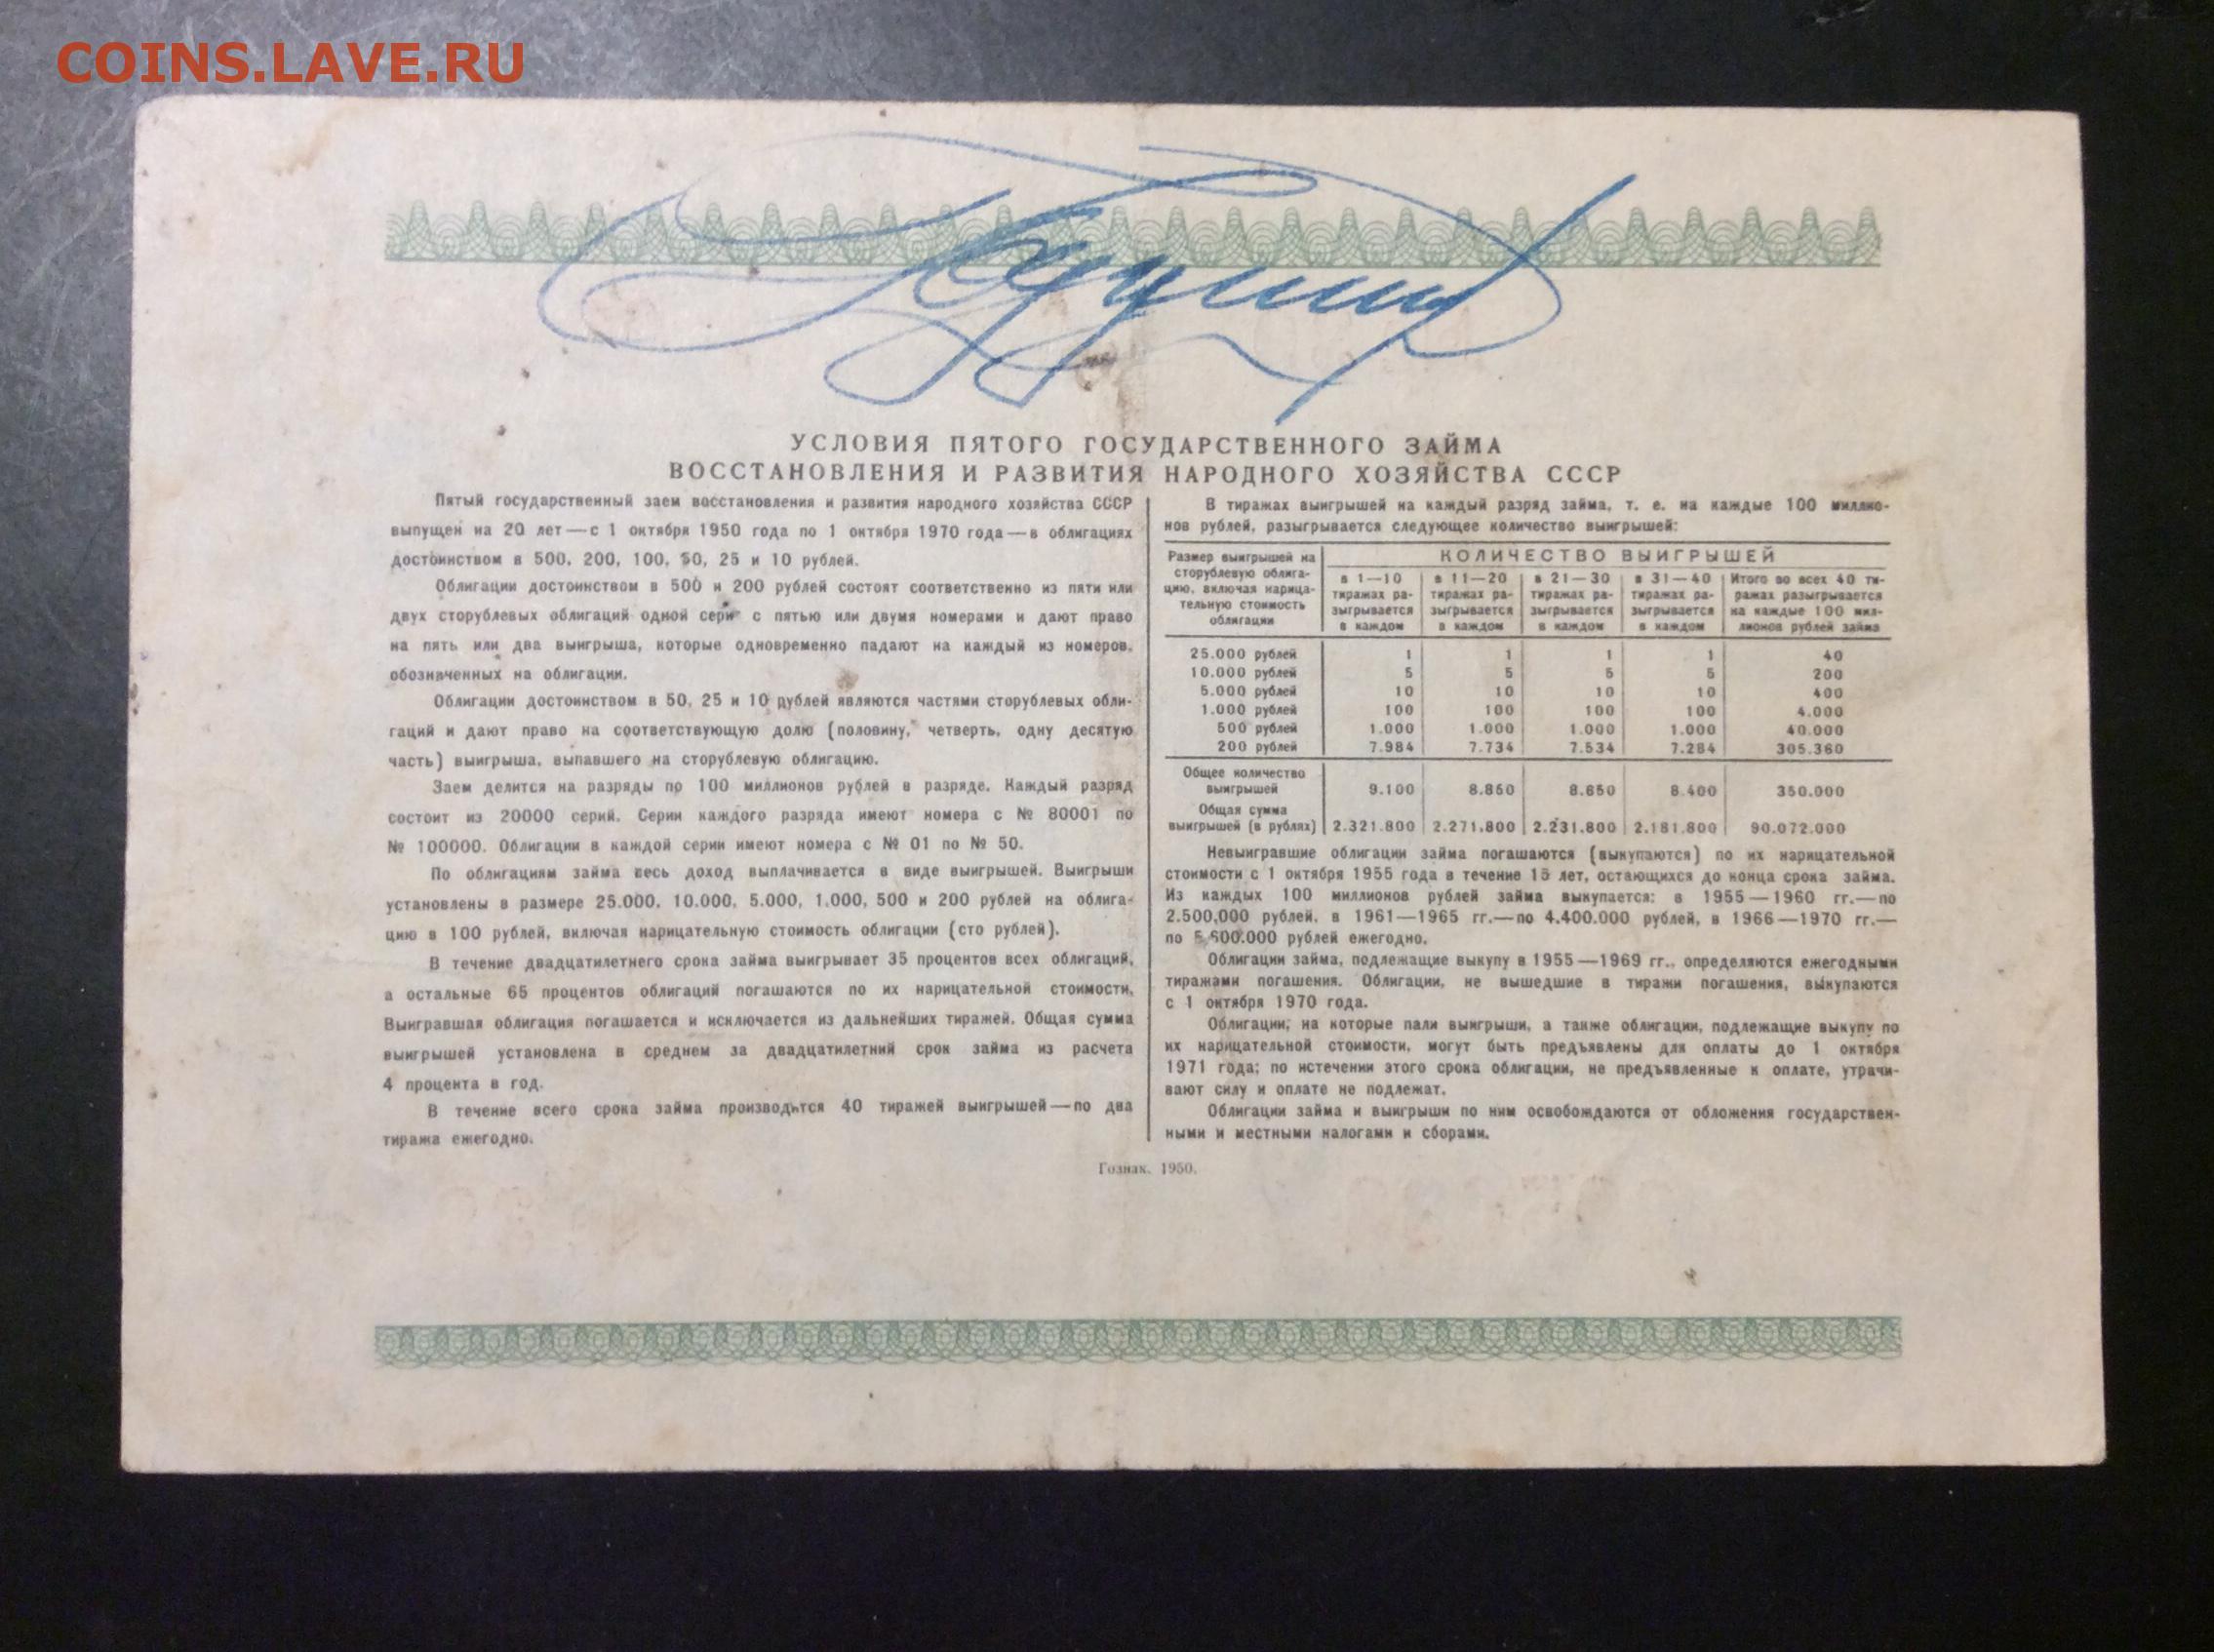 COINS.LAVE.RU
УСЛОВИЯ ПЯТОГО ГОСУДАРСТВЕННОГО ЗАЙМА
ВОССТАНОВЛЕНИЯ И РАЗВИТИЯ НАРОДНОГО ХОЗЯЙСТВА СССР
Пятый государственный заем восстановления и развития народного хозяйства СССР
выпущен на 20 лет — с 1 октября 1950 года по 1 октября 1970 года — в облигациях
достоинством в 500, 200, 100, 50, 25 и 10 рублей.
Облигации достоинством в 500 и 200 рублей состоят соответственно из пяти или
двух сторублевых облигаций одной серии с пятью или двумя номерами и дают право
на пять или два выигрыша, которые одновременно падают на каждый из номеров,
обозначенных на облигации.
Облигации достоинством в 50, 25 и 10 рублей являются частями сторублевых обли-
гаций и дают право на соответствующую долю (половину, четверть, одну десятую
часть) выигрыша, выпавшего на сторублевую облигацию.
Заем делится на разряды по 100 миллионов рублей в разряде. Каждый разряд
состоит из 20000 серий. Серии каждого разряда имеют номера с № 80001 по
№ 100000. Облигации в каждой серии имеют номера с № 01 по № 50.
По облигациям займа весь доход выплачивается в виде выигрышей. Выигрыши
установлены в размере 25.000, 10.000, 5.000, 1.000, 500 и 200 рублей на облига-
цию в 100 рублей, включая нарицательную стоимость облигации (сто рублей).
В течение двадцатилетнего срока займа выигрывает 35 процентов всех облигаций,
а остальные 65 процентов облигаций погашаются по их нарицательной стоимости.
Выигравшая облигация погашается и исключается из дальнейших тиражей. Общая сумма
выигрышей установлена в среднем за двадцатилетний срок займа из расчета
4 процента в год.
В течение всего срока займа производится 40 тиражей выигрышей — по два
тиража ежегодно.
В тиражах выигрышей на каждый разряд займа, т. е. на каждые 100 миллио-
нов рублей, разыгрывается следующее количество выигрышей:
Размер выигрышей на
сторублевую облига-
цию, включая нарица-
тельную стоимость
облигации
КОЛИЧЕСТВО ВЫИГРЫШЕЙ
в 1—10 в 11—20 в 21—30 в 31—40 Итого во всех 40 ти-
тиражах ра- тиражах ра- тиражах ра- тиражах ра- ражах разыгрывается
зыгрывается зыгрывается зыгрывается зыгрывается на каждые 100 мил-
в каждом в каждом в каждом в каждом лионов рублей займа
25.000 рублей 1 1 1 1 40
10.000 рублей 5 5 5 5 200
5.000 рублей 10 10 10 10 400
1.000 рублей 100 100 100 100 4.000
500 рублей 1.000 1.000 1.000 1.000 40.000
200 рублей 7.984 7.734 7.534 7.284 305.360
Общее количество
выигрышей 9.100 8.850 8.650 8.400 350.000
Общая сумма
выигрышей (в рублях) 2.321.800 2.271.800 2.231.800 2.181.800 90.072.000
Невыигравшие облигации займа погашаются (выкупаются) по их нарицательной
стоимости с 1 октября 1955 года в течение 15 лет, остающихся до конца срока займа.
Из каждых 100 миллионов рублей займа выкупается: в 1955—1960 гг.—по
2.500.000 рублей, в 1961—1965 гг.—по 4.400.000 рублей, в 1966—1970 гг.—
по 5.600.000 рублей ежегодно.
Облигации займа, подлежащие выкупу в 1955—1969 гг., определяются ежегодными
тиражами погашения. Облигации, не вышедшие в тиражи погашения, выкупаются
с 1 октября 1970 года.
Облигации, на которые пали выигрыши, а также облигации, подлежащие выкупу по
их нарицательной стоимости, могут быть предъявлены для оплаты до 1 октября
1971 года; по истечении этого срока облигации, не предъявленные к оплате, утрачи-
вают силу и оплате не подлежат.
Облигации займа и выигрыши по ним освобождаются от обложения государствен-
ными и местными налогами и сборами.
Гознак. 1950.